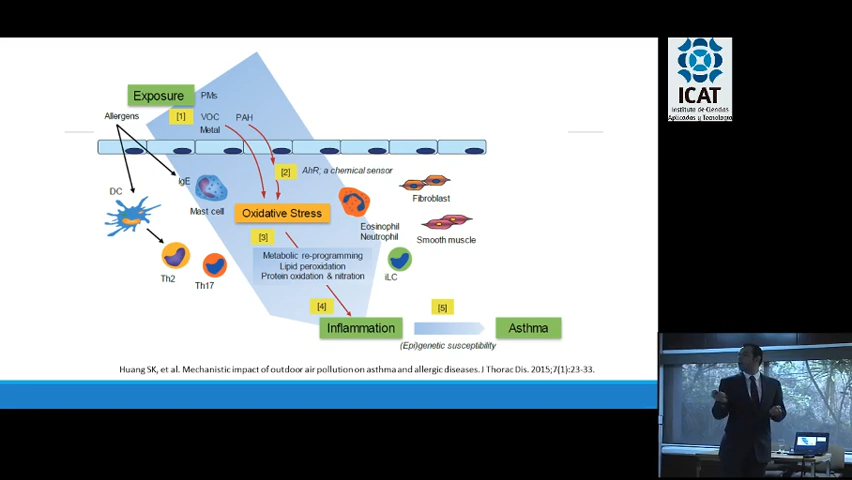 Exposure
PMs
[1]
VOC
PAH
Metal
Allergens
[2]
AhR; a chemical sensor
IgE
DC
Mast cell
Oxidative Stress
Fibroblast
Eosinophil
Neutrophil
Smooth muscle
[3]
Metabolic re-programming
Lipid peroxidation
Protein oxidation & nitration
iLC
Th2
Th17
[4]
[5]
Inflammation
Asthma
(Epi)genetic susceptibility
Huang SK, et al. Mechanistic impact of outdoor air pollution on asthma and allergic diseases. J Thorac Dis. 2015;7(1):23-33.
ICAT
Instituto de Ciencias
Aplicadas y Tecnología